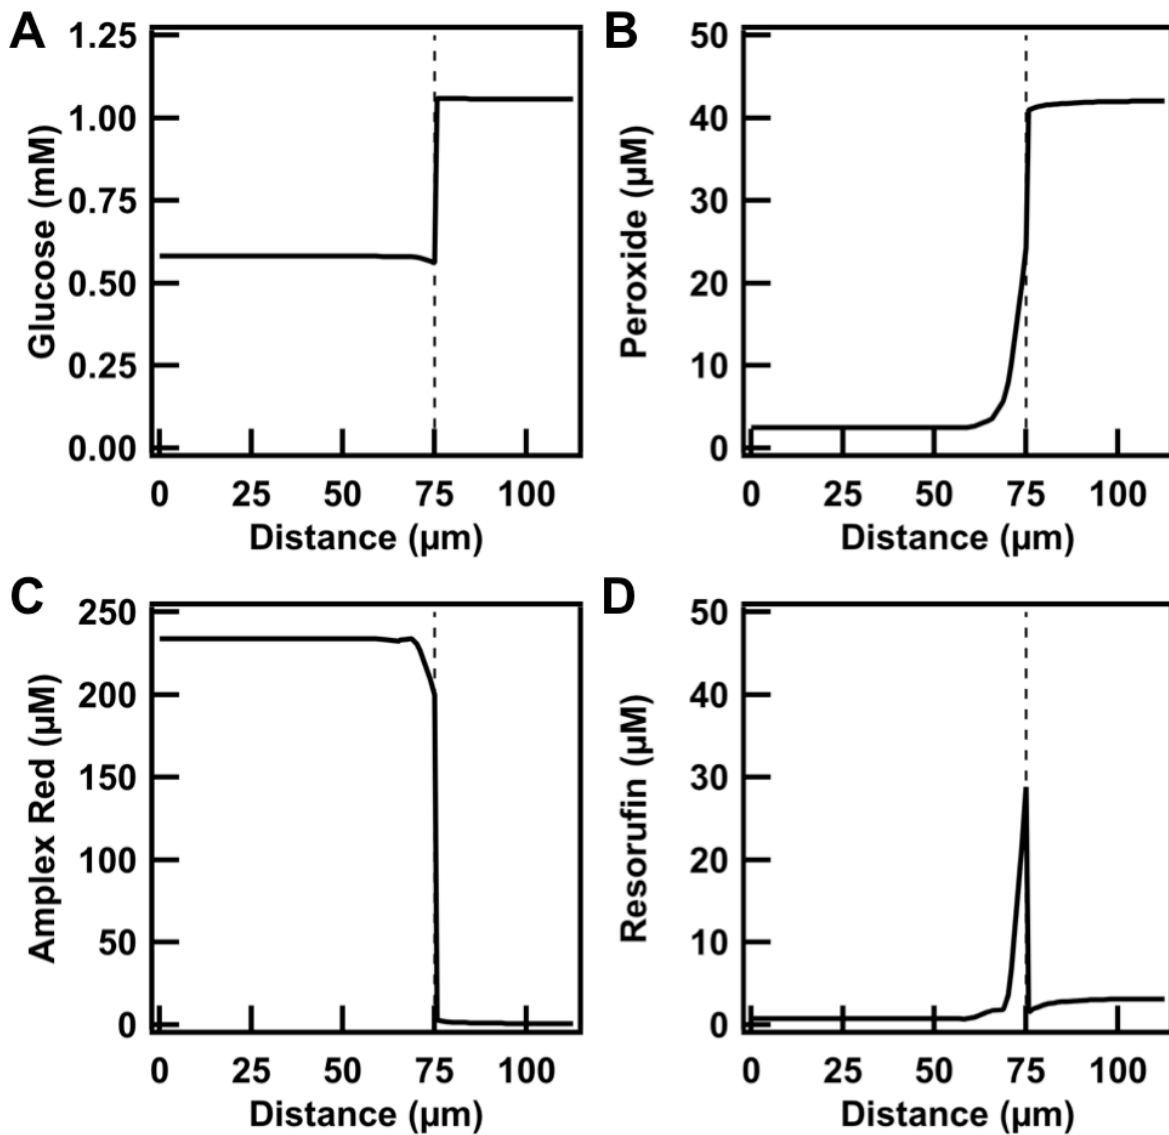 A
Glucose (mM)
1.25
1.00
0.75
0.50
0.25
0.00
0 25 50 75 100
Distance (µm)
B
Peroxide (µM)
50
40
30
20
10
0
0 25 50 75 100
Distance (µm)
C
Amplex Red (µM)
250
200
150
100
50
0
0 25 50 75 100
Distance (µm)
D
Resorufin (µM)
50
40
30
20
10
0
0 25 50 75 100
Distance (µm)